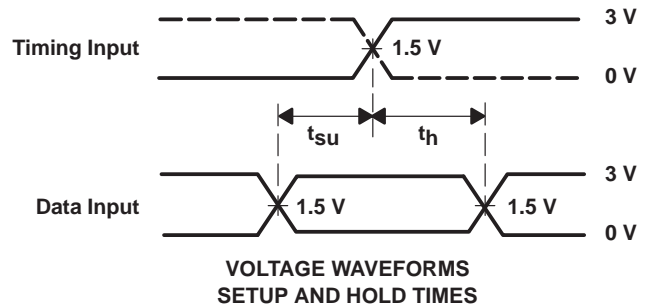 3 V
Timing Input
1.5 V
0 V
tsu
th
3 V
Data Input
1.5 V
1.5 V
0 V
VOLTAGE WAVEFORMS
SETUP AND HOLD TIMES